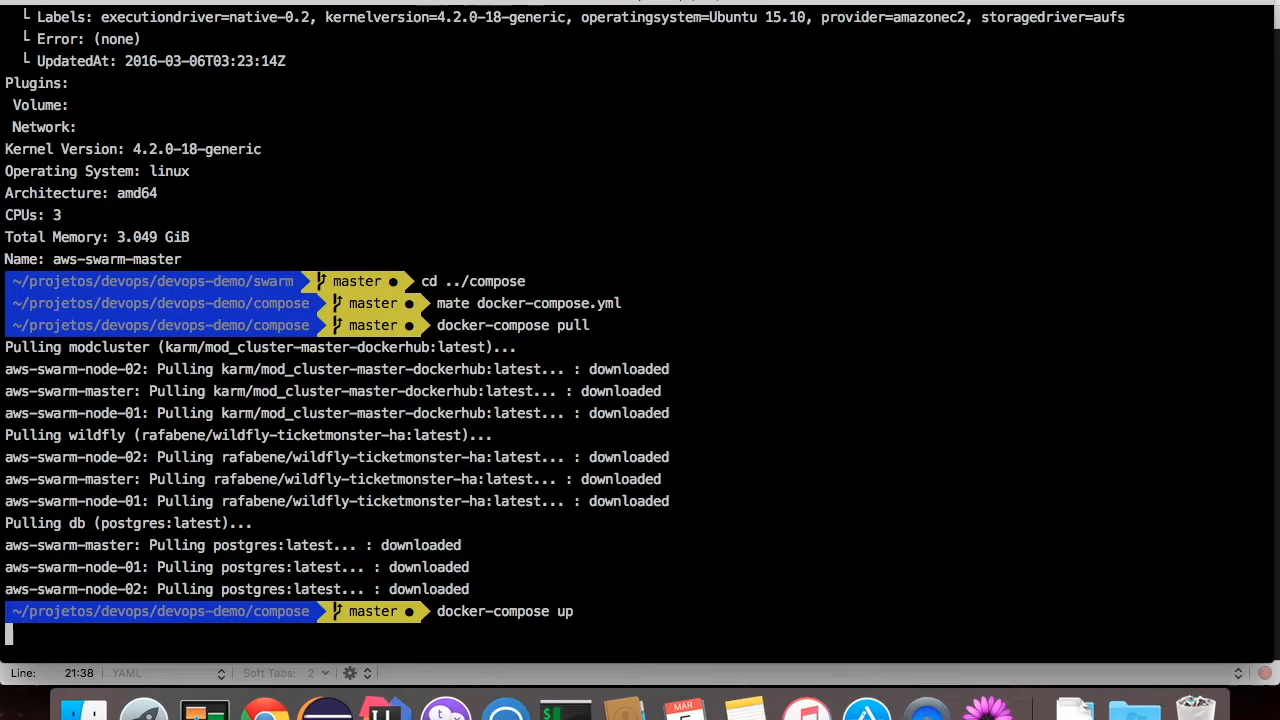 └ Labels: executiondriver=native-0.2, kernelversion=4.2.0-18-generic, operatingsystem=Ubuntu 15.10, provider=amazonec2, storagedriver=aufs
└ Error: (none)
└ UpdatedAt: 2016-03-06T03:23:14Z
Plugins:
Volume:
Network:
Kernel Version: 4.2.0-18-generic
Operating System: linux
Architecture: amd64
CPUs: 3
Total Memory: 3.049 GiB
Name: aws-swarm-master
~/projetos/devops/devops-demo/swarm master ● cd ../compose
~/projetos/devops/devops-demo/compose master ● mate docker-compose.yml
~/projetos/devops/devops-demo/compose master ● docker-compose pull
Pulling modcluster (karm/mod_cluster-master-dockerhub:latest)...
aws-swarm-node-02: Pulling karm/mod_cluster-master-dockerhub:latest... : downloaded
aws-swarm-master: Pulling karm/mod_cluster-master-dockerhub:latest... : downloaded
aws-swarm-node-01: Pulling karm/mod_cluster-master-dockerhub:latest... : downloaded
Pulling wildfly (rafabene/wildfly-ticketmonster-ha:latest)...
aws-swarm-node-02: Pulling rafabene/wildfly-ticketmonster-ha:latest... : downloaded
aws-swarm-master: Pulling rafabene/wildfly-ticketmonster-ha:latest... : downloaded
aws-swarm-node-01: Pulling rafabene/wildfly-ticketmonster-ha:latest... : downloaded
Pulling db (postgres:latest)...
aws-swarm-master: Pulling postgres:latest... : downloaded
aws-swarm-node-01: Pulling postgres:latest... : downloaded
aws-swarm-node-02: Pulling postgres:latest... : downloaded
~/projetos/devops/devops-demo/compose master ● docker-compose up
Line: 21:38 YAML Soft Tabs: 2
MAR